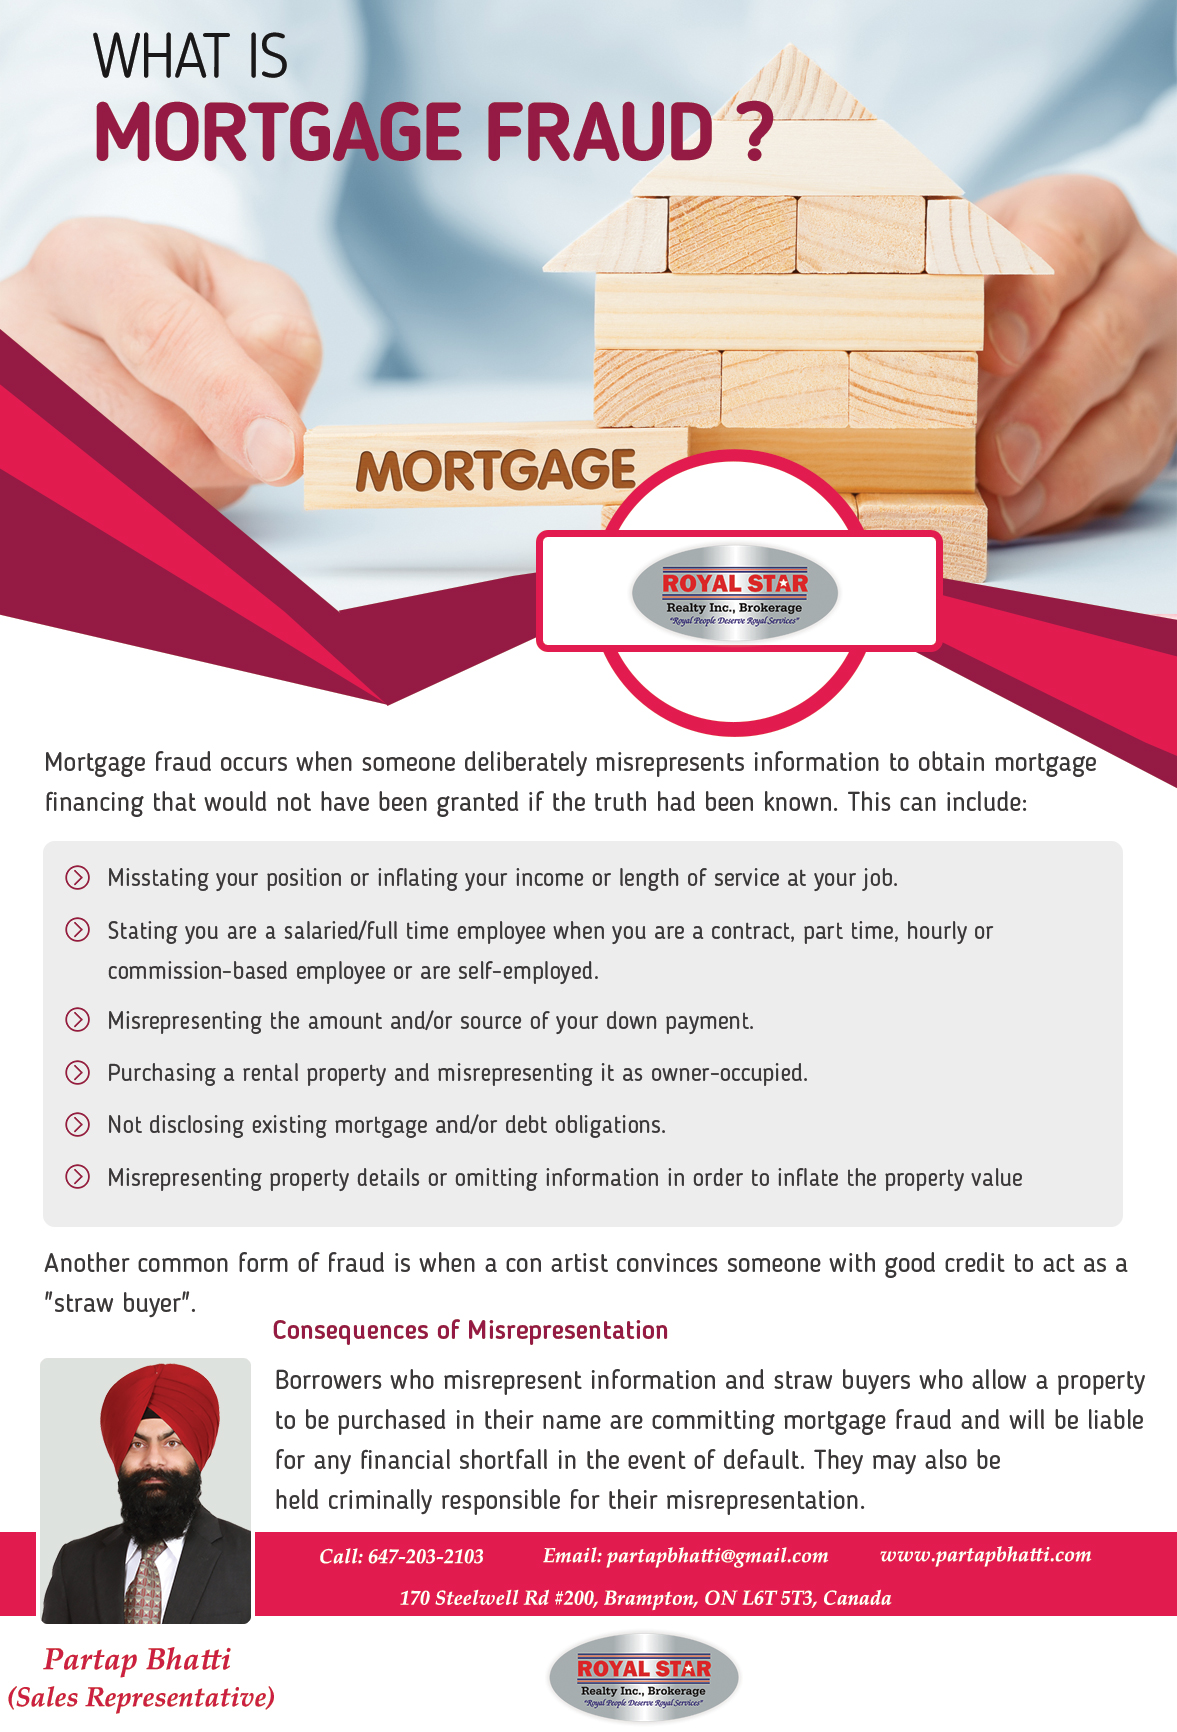 WHAT IS
MORTGAGE FRAUD ?
MORTGAGE
ROYAL STAR
Realty Inc., Brokerage
"Royal People Deserve Royal Services"
Mortgage fraud occurs when someone deliberately misrepresents information to obtain mortgage
financing that would not have been granted if the truth had been known. This can include:
Misstating your position or inflating your income or length of service at your job.
Stating you are a salaried/full time employee when you are a contract, part time, hourly or
commission-based employee or are self-employed.
Misrepresenting the amount and/or source of your down payment.
Purchasing a rental property and misrepresenting it as owner-occupied.
Not disclosing existing mortgage and/or debt obligations.
Misrepresenting property details or omitting information in order to inflate the property value
Another common form of fraud is when a con artist convinces someone with good credit to act as a
"straw buyer".
Consequences of Misrepresentation
Borrowers who misrepresent information and straw buyers who allow a property
to be purchased in their name are committing mortgage fraud and will be liable
for any financial shortfall in the event of default. They may also be
held criminally responsible for their misrepresentation.
Call: 647-203-2103 Email: partapbhatti@gmail.com www.partapbhatti.com
170 Steelwell Rd #200, Brampton, ON L6T 5T3, Canada
Partap Bhatti
(Sales Representative)
ROYAL STAR
Realty Inc., Brokerage
"Royal People Deserve Royal Services"